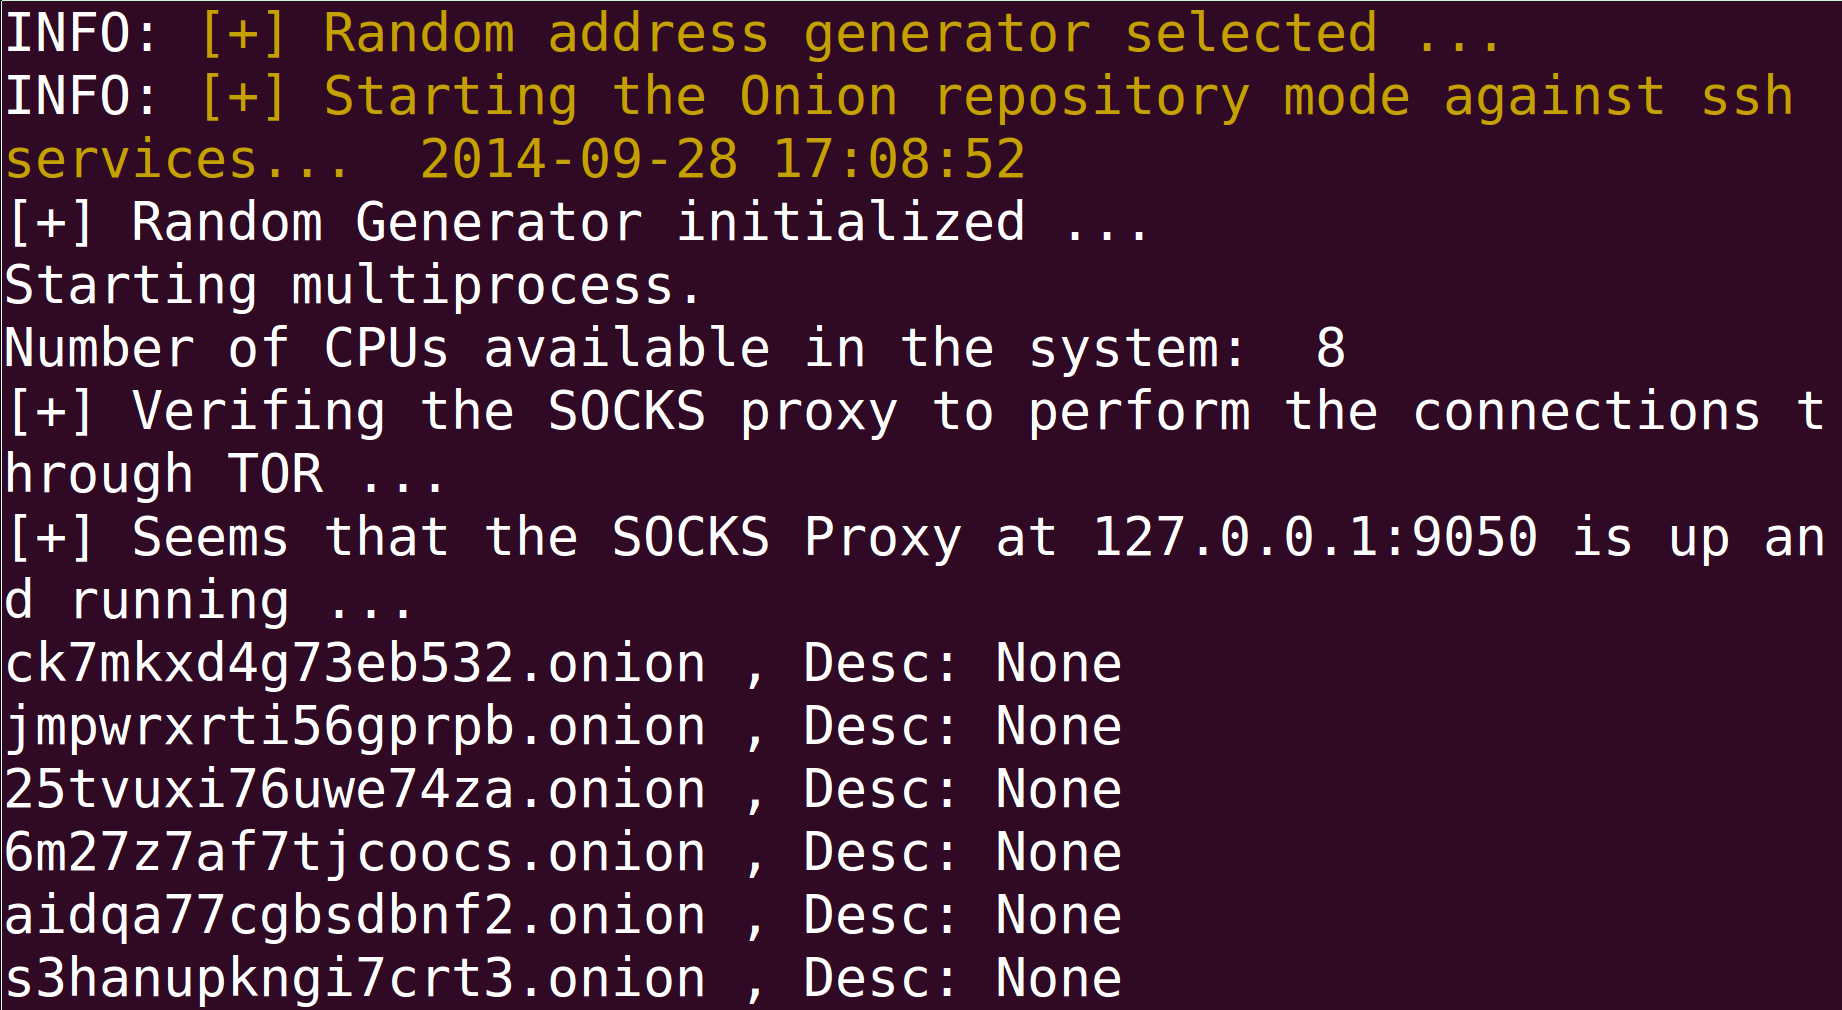 INFO: [+] Random address generator selected ...
INFO: [+] Starting the Onion repository mode against ssh
services...  2014-09-28 17:08:52
[+] Random Generator initialized ...
Starting multiprocess.
Number of CPUs available in the system:  8
[+] Verifing the SOCKS proxy to perform the connections t
hrough TOR ...
[+] Seems that the SOCKS Proxy at 127.0.0.1:9050 is up an
d running ...
ck7mkxd4g73eb532.onion , Desc: None
jmpwrxrti56gprpb.onion , Desc: None
25tvuxi76uwe74za.onion , Desc: None
6m27z7af7tjcoocs.onion , Desc: None
aidqa77cgbsdbnf2.onion , Desc: None
s3hanupkngi7crt3.onion , Desc: None